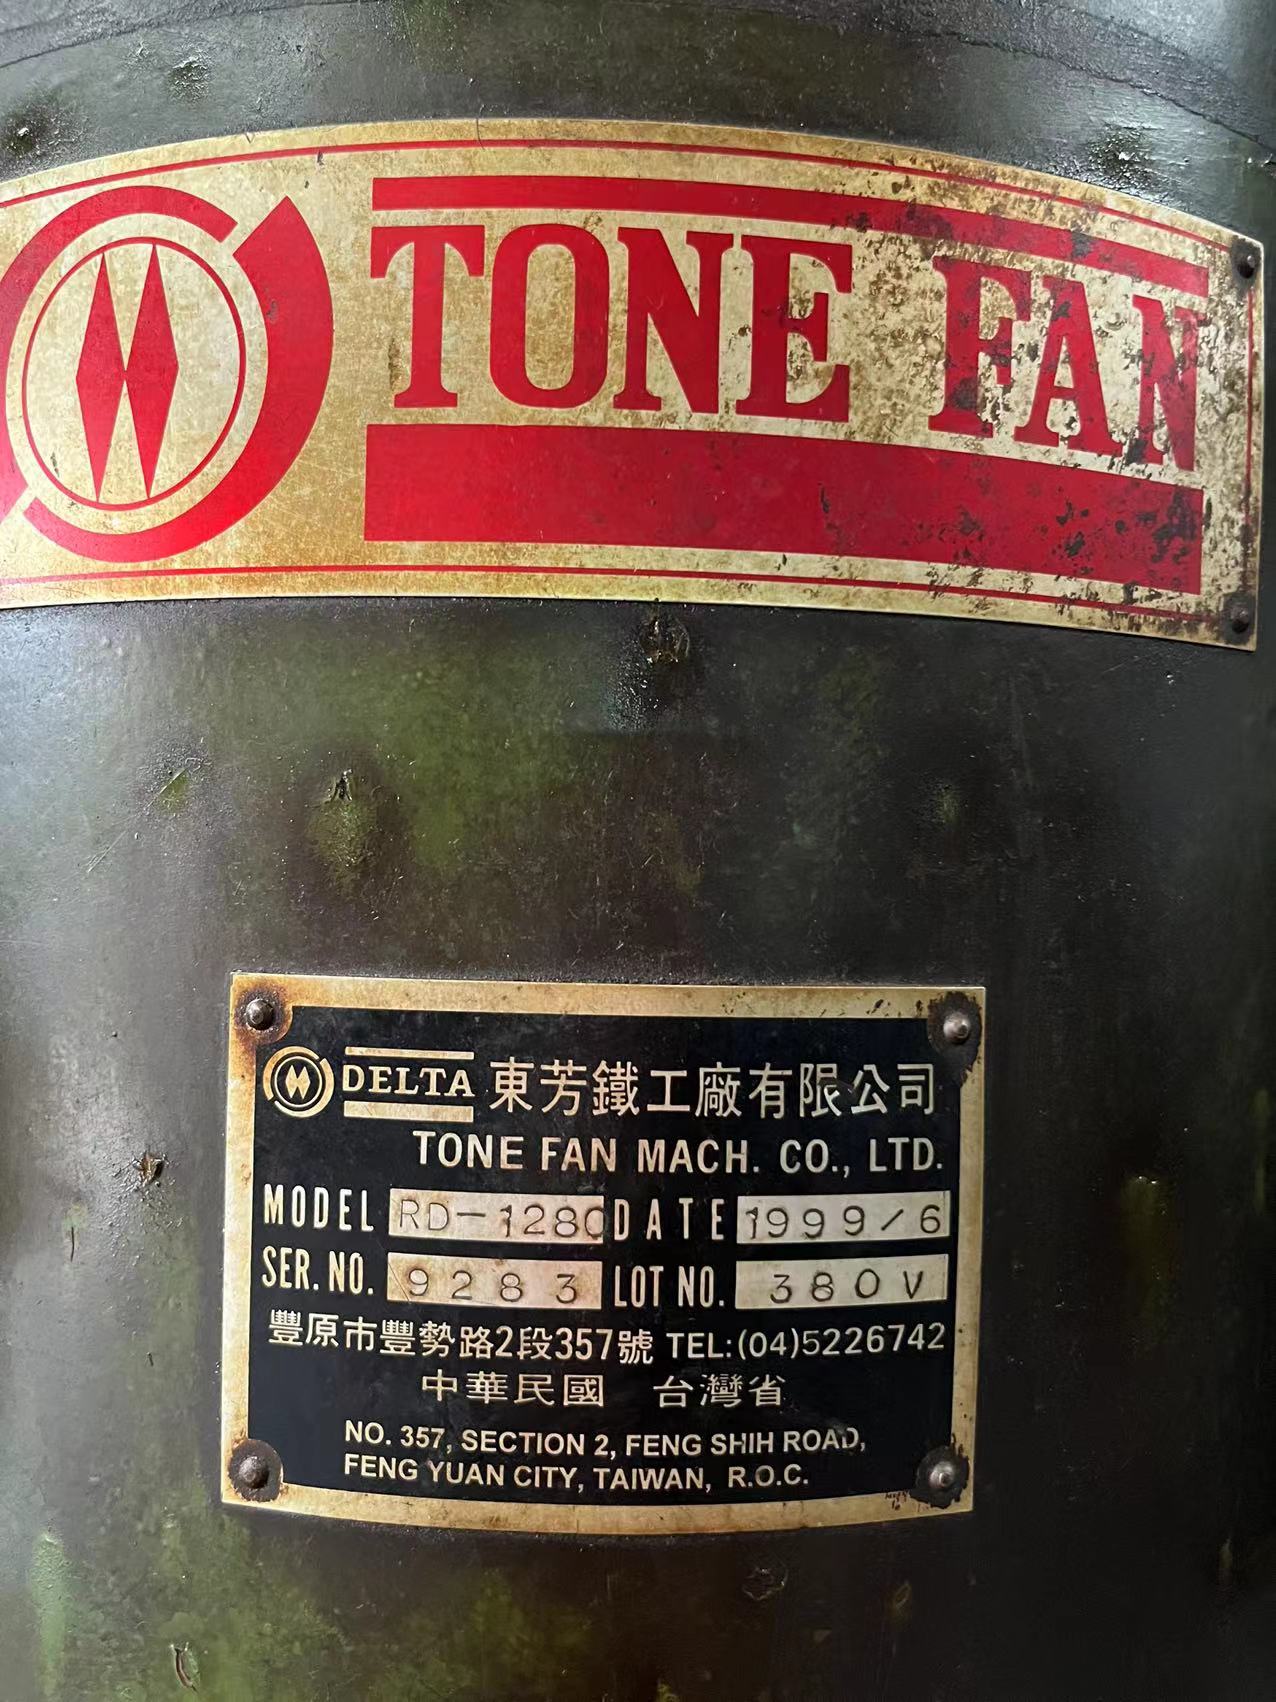 TONE FAN
DELTA 東芳鐵工廠有限公司
TONE FAN MACH. CO., LTD.
MODEL RD-1280 DATE 1999/6
SER. NO. 9283 LOT NO. 380V
豐原市豐勢路2段357號 TEL:(04)5226742
中華民國 台灣省
NO. 357, SECTION 2, FENG SHIH ROAD,
FENG YUAN CITY, TAIWAN, R.O.C.